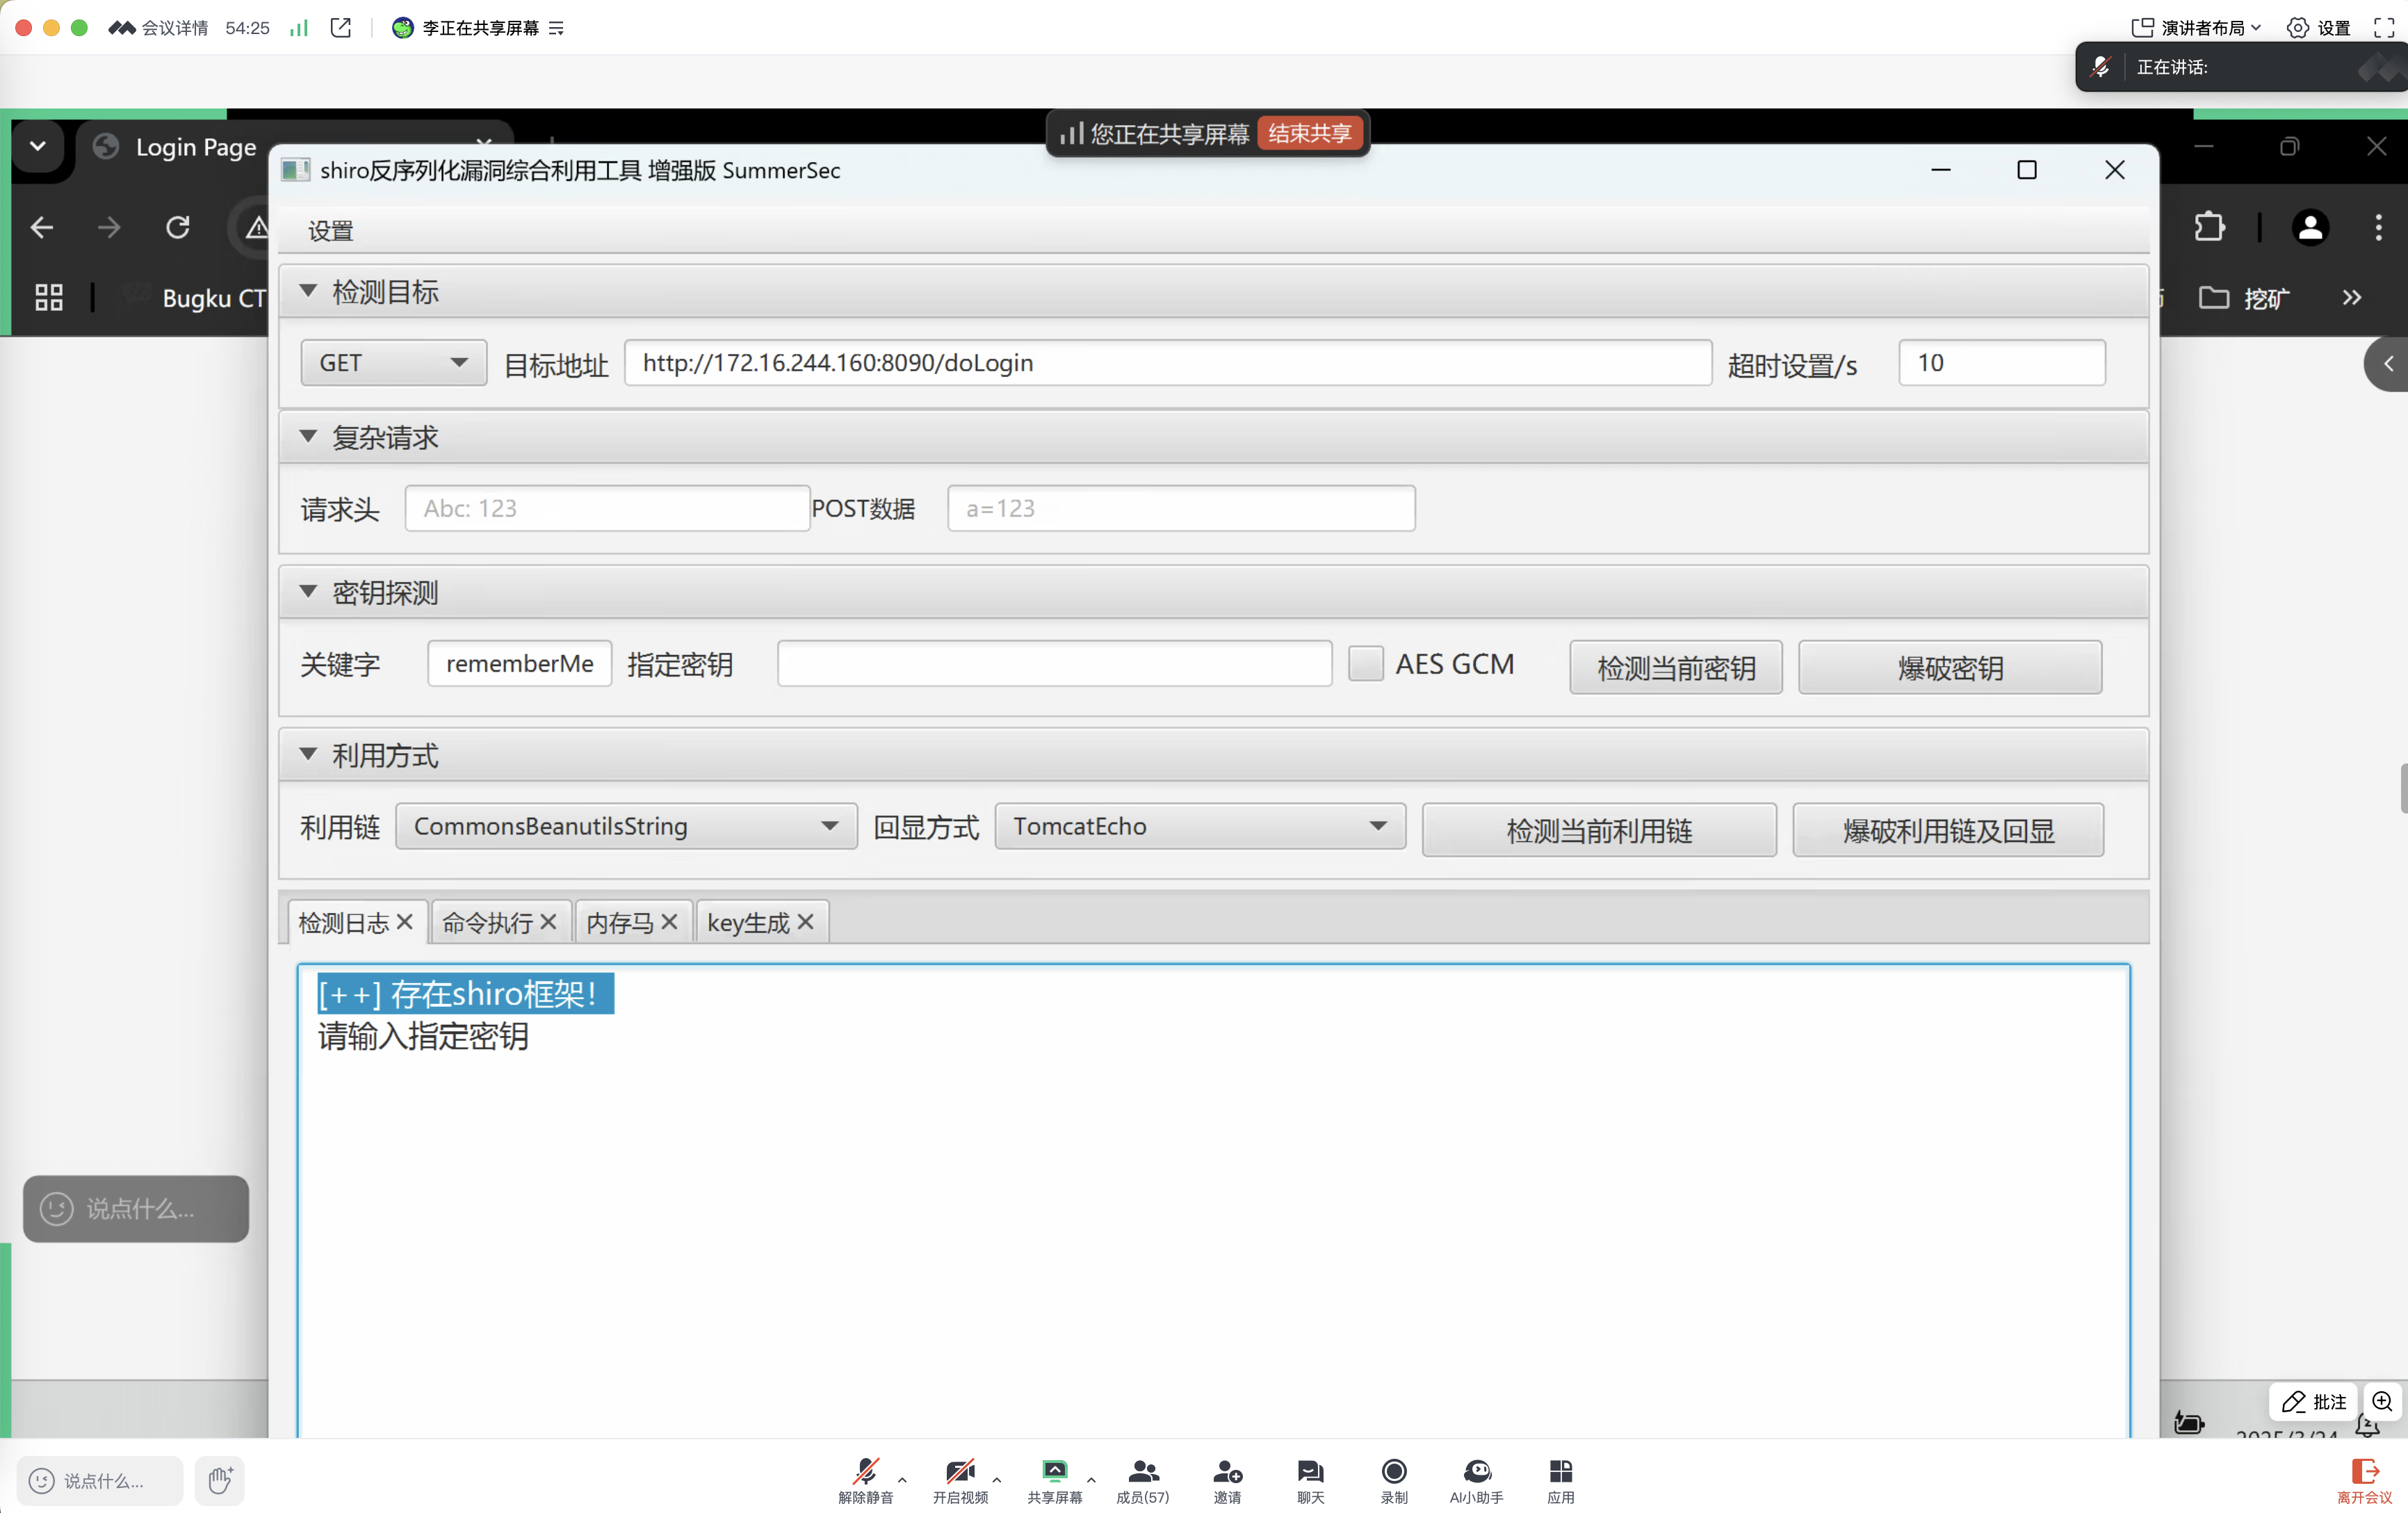 会议详情 54:25 李正在共享屏幕 演讲者布局 设置
正在讲话:
您正在共享屏幕 结束共享
Login Page
shiro反序列化漏洞综合利用工具 增强版 SummerSec
设置
Bugku CT
挖矿
检测目标
GET 目标地址 http://172.16.244.160:8090/doLogin 超时设置/s 10
复杂请求
请求头 Abc: 123 POST数据 a=123
密钥探测
关键字 rememberMe 指定密钥 AES GCM 检测当前密钥 爆破密钥
利用方式
利用链 CommonsBeanutilsString 回显方式 TomcatEcho 检测当前利用链 爆破利用链及回显
检测日志 命令执行 内存马 key生成
[++] 存在shiro框架!
请输入指定密钥
说点什么...
批注
2025/3/24
说点什么... 解除静音 开启视频 共享屏幕 成员(57) 邀请 聊天 录制 AI小助手 应用 离开会议